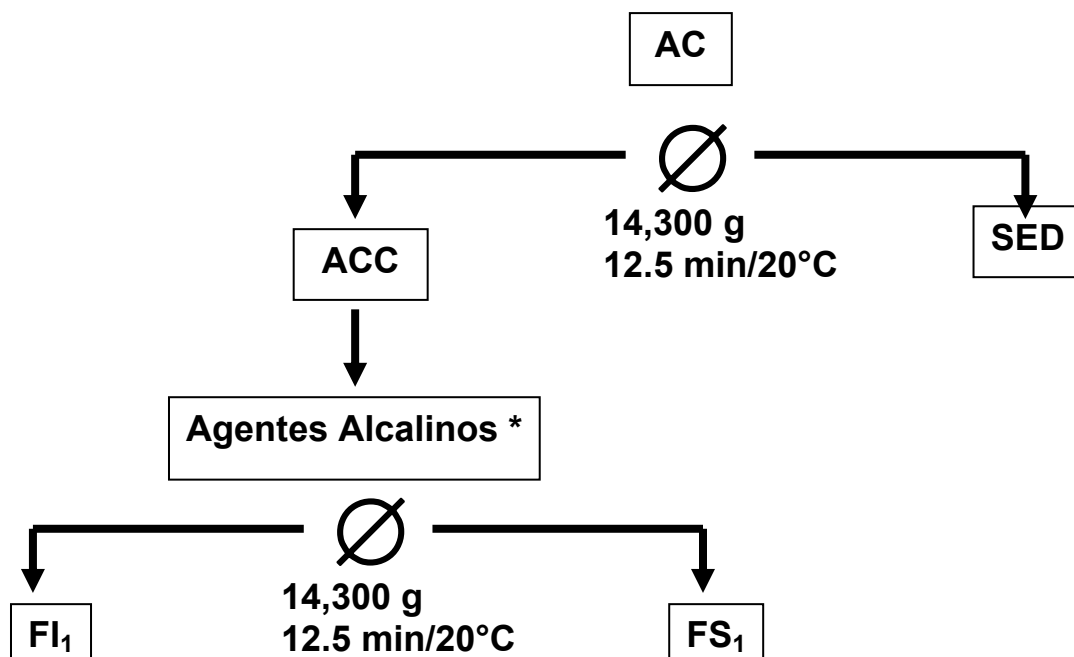 AC
14,300 g
12.5 min/20°C
SED
ACC
Agentes Alcalinos *
14,300 g
12.5 min/20°C
FI₁
FS₁